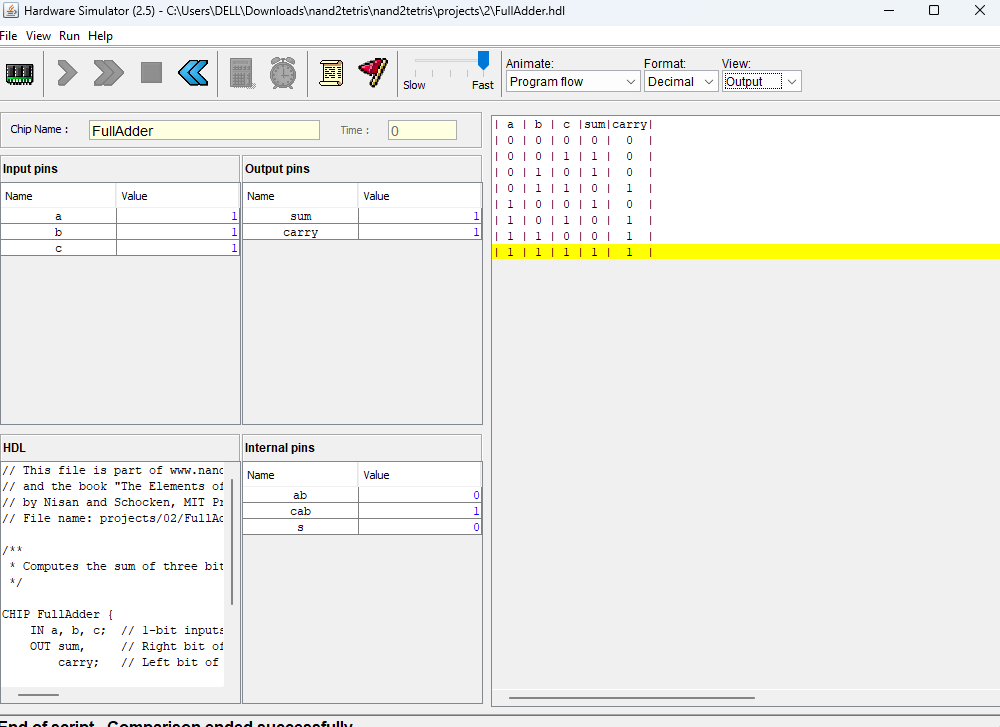 Hardware Simulator (2.5) - C:\Users\DELL\Downloads\nand2tetris\nand2tetris\projects\2\FullAdder.hdl
File View Run Help
Slow Fast
Animate: Format: View:
Program flow Decimal Output
Chip Name : FullAdder Time : 0
Input pins
Name Value
a 1
b 1
c 1
Output pins
Name Value
sum 1
carry 1
| a | b | c |sum|carry|
| 0 | 0 | 0 | 0 | 0 |
| 0 | 0 | 1 | 1 | 0 |
| 0 | 1 | 0 | 1 | 0 |
| 0 | 1 | 1 | 0 | 1 |
| 1 | 0 | 0 | 1 | 0 |
| 1 | 0 | 1 | 0 | 1 |
| 1 | 1 | 0 | 0 | 1 |
| 1 | 1 | 1 | 1 | 1 |
HDL
// This file is part of www.nand
// and the book "The Elements of
// by Nisan and Schocken, MIT Pr
// File name: projects/02/FullAd
/**
* Computes the sum of three bit
*/
CHIP FullAdder {
IN a, b, c; // 1-bit inputs
OUT sum, // Right bit of
carry; // Left bit of
Internal pins
Name Value
ab 0
cab 1
s 0
End of script - Comparison ended successfully